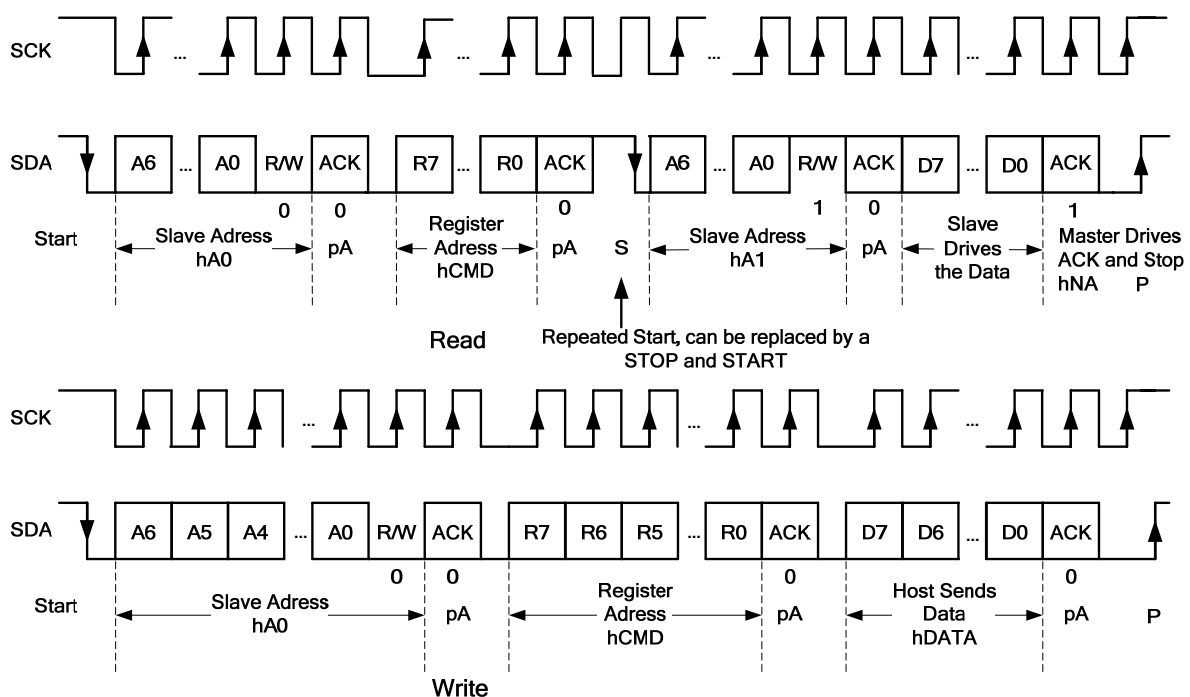 SCK ... ... ... ...
SDA A6 ... A0 R/W ACK R7 ... R0 ACK A6 ... A0 R/W ACK D7 ... D0 ACK
0 0 0 1 0 1
Start Slave Adress hA0 pA Register Adress hCMD pA S Slave Adress hA1 pA Slave Drives the Data Master Drives ACK and Stop hNA P
Read
Repeated Start, can be replaced by a
STOP and START
SCK ... ... ...
SDA A6 A5 A4 ... A0 R/W ACK R7 R6 R5 ... R0 ACK D7 D6 ... D0 ACK
0 0 0 0
Start Slave Adress hA0 pA Register Adress hCMD pA Host Sends Data hDATA pA P
Write